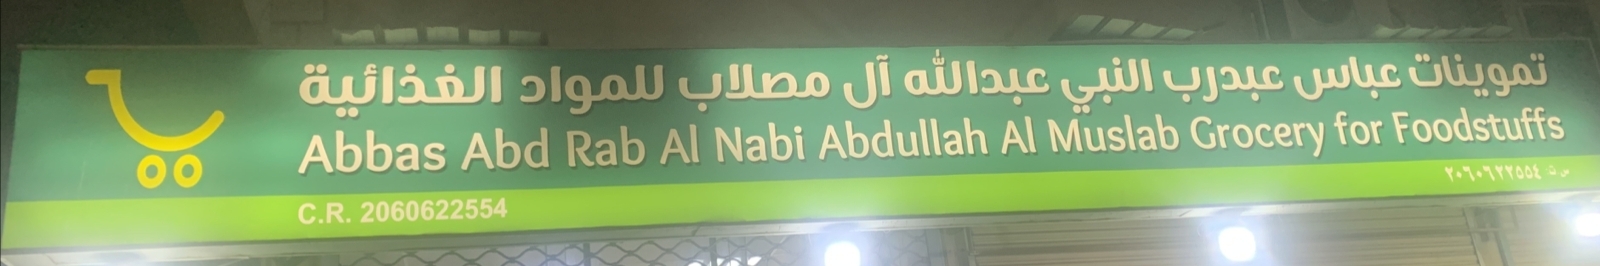 تموينات عباس عبدرب النبي عبدالله آل مصلاب للمواد الغذائية
Abbas Abd Rab Al Nabi Abdullah Al Muslab Grocery for Foodstuffs
C.R. 2060622554
س.ت ٢٠٦٠٦٢٢٥٥٤